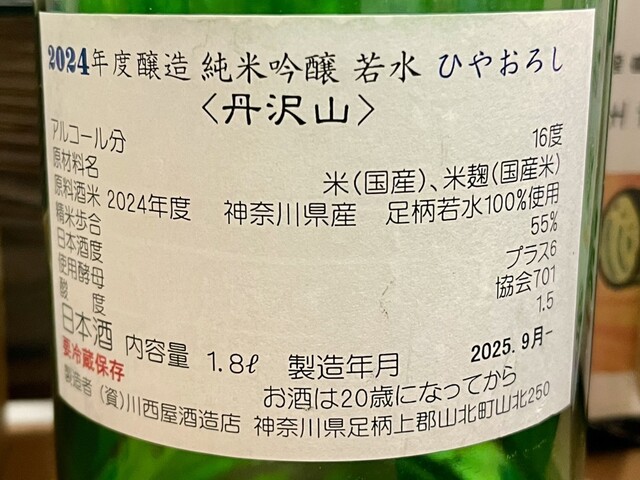 2024年度醸造 純米吟醸 若水 ひやおろし
〈丹沢山〉
アルコール分 16度
原材料名 米(国産)、米麹(国産米)
原料酒米 2024年度 神奈川県産 足柄若水100%使用
精米歩合 55%
日本酒度 プラス6
使用酵母 協会701
酸度 1.5
日本酒 内容量 1.8ℓ 製造年月 2025.9月-
要冷蔵保存 お酒は20歳になってから
製造者 (資)川西屋酒造店 神奈川県足柄上郡山北町山北250